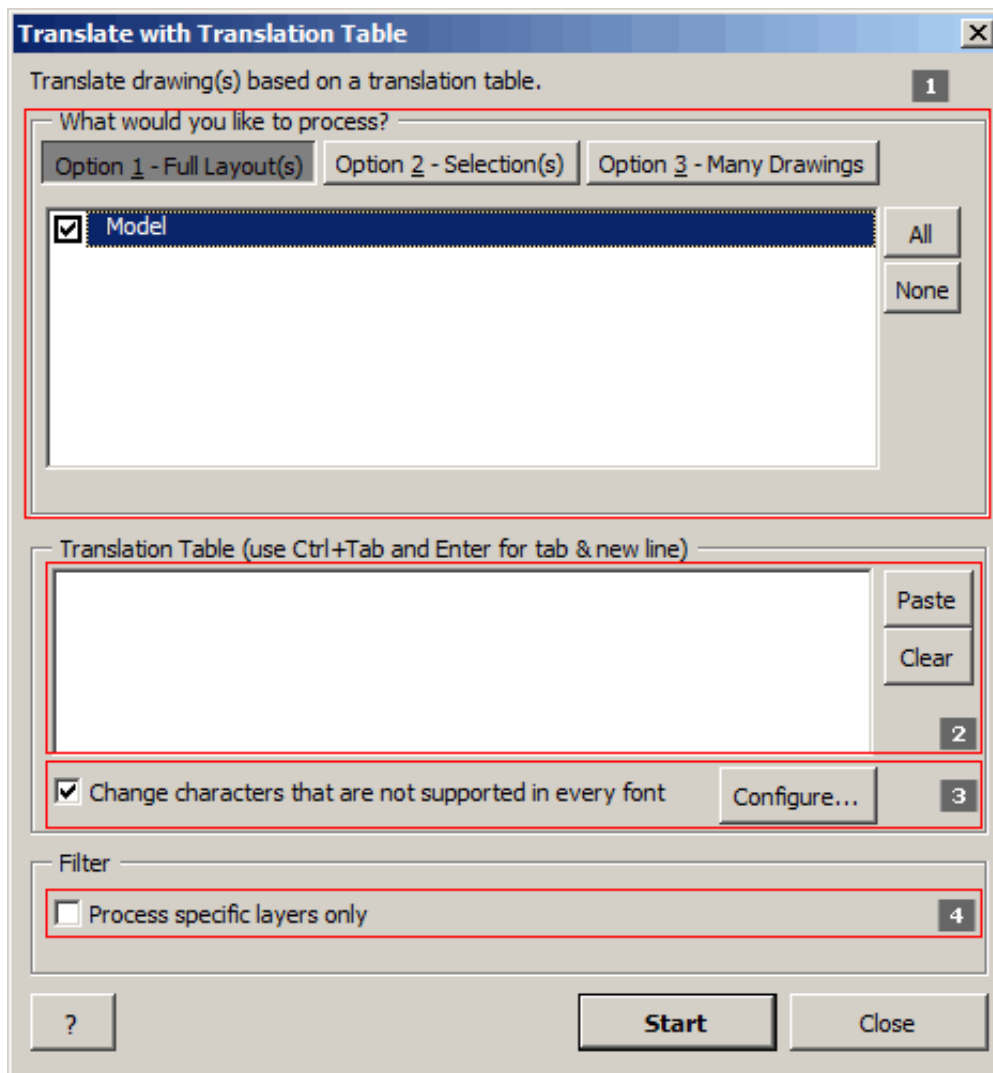 Translate with Translation Table
Translate drawing(s) based on a translation table.
1
What would you like to process?
Option 1 - Full Layout(s) Option 2 - Selection(s) Option 3 - Many Drawings
Model
All
None
Translation Table (use Ctrl+Tab and Enter for tab & new line)
Paste
Clear
2
Change characters that are not supported in every font Configure... 3
Filter
Process specific layers only 4
? Start Close